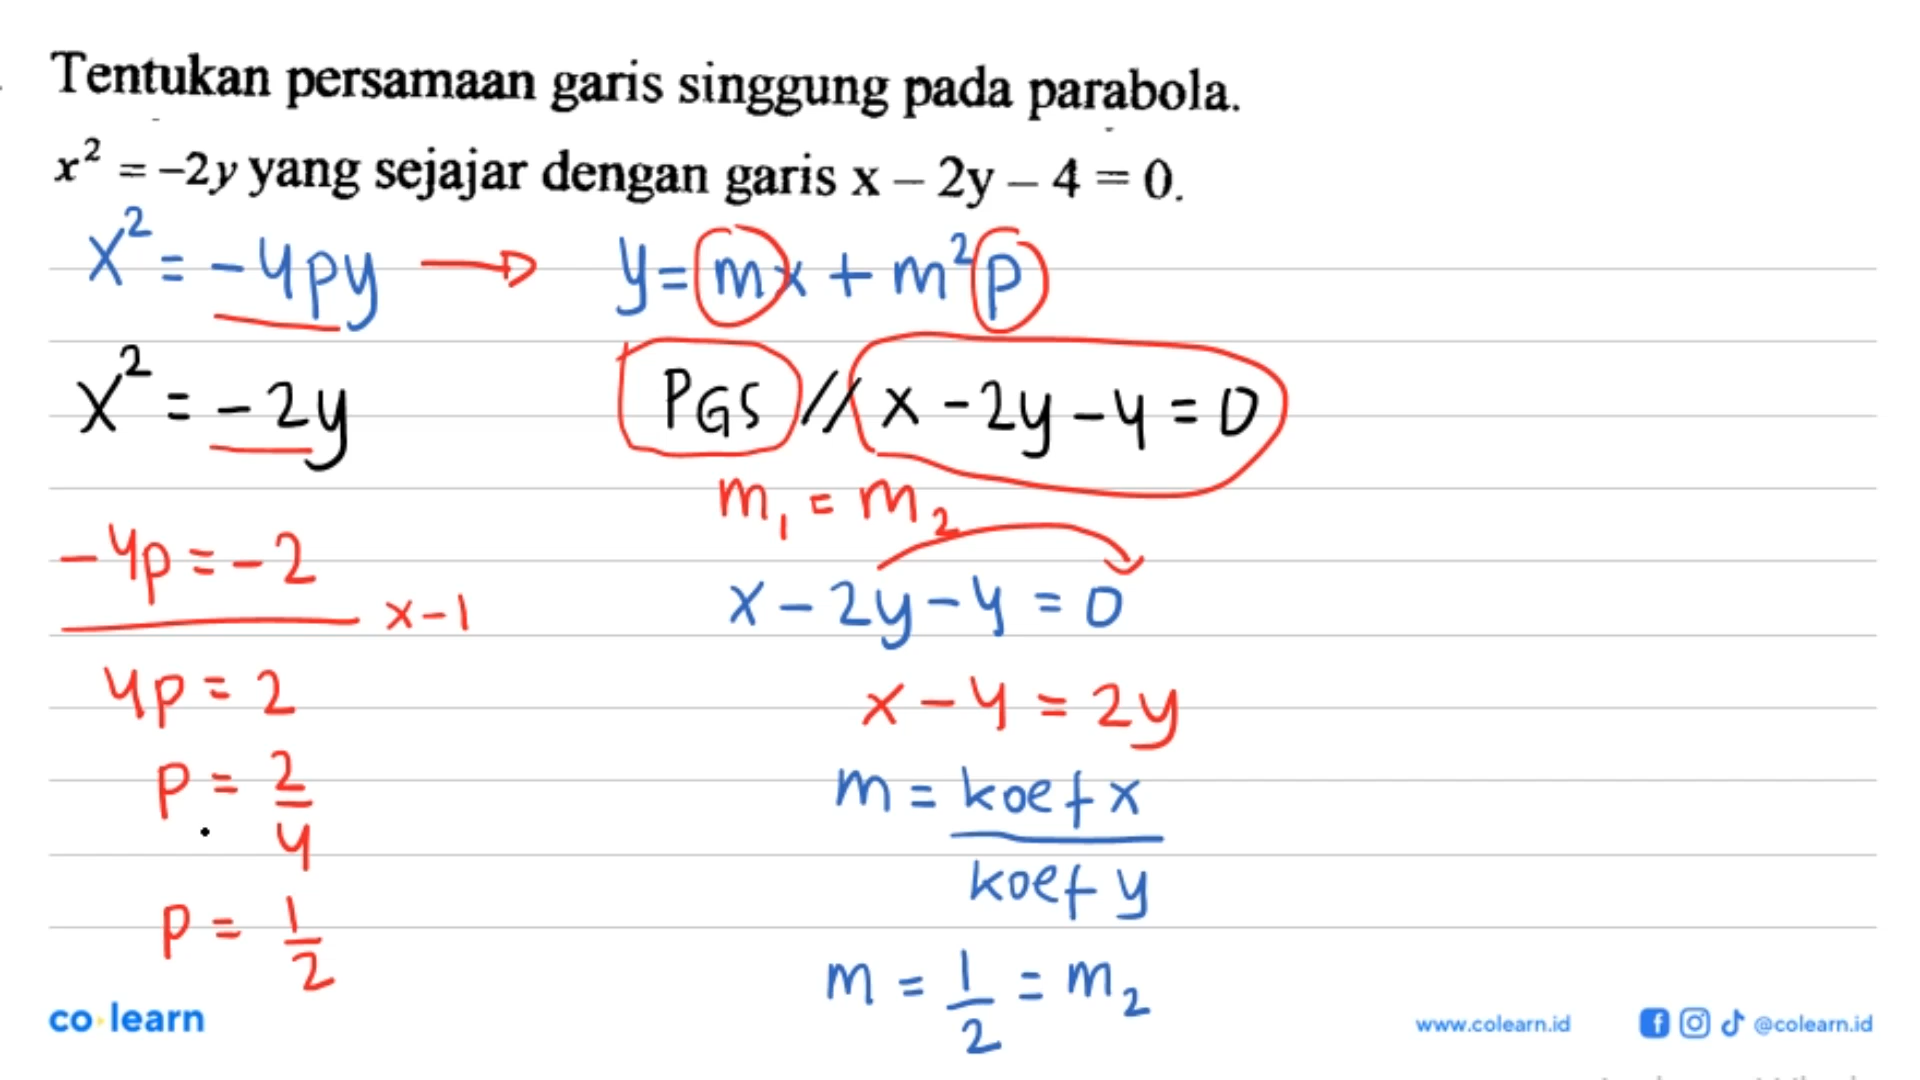 Tentukan persamaan garis singgung pada parabola.
x² = –2y yang sejajar dengan garis x – 2y – 4 = 0.
x² = -4py → y = mx + m²p
x² = -2y PGS // x - 2y - 4 = 0
m₁ = m₂
-4p = -2
x - 2y - 4 = 0
x-1
4p = 2
x - 4 = 2y
p = 2/4
m = koef x / koef y
p = 1/2
m = 1/2 = m₂
co learn
www.colearn.id
@colearn.id